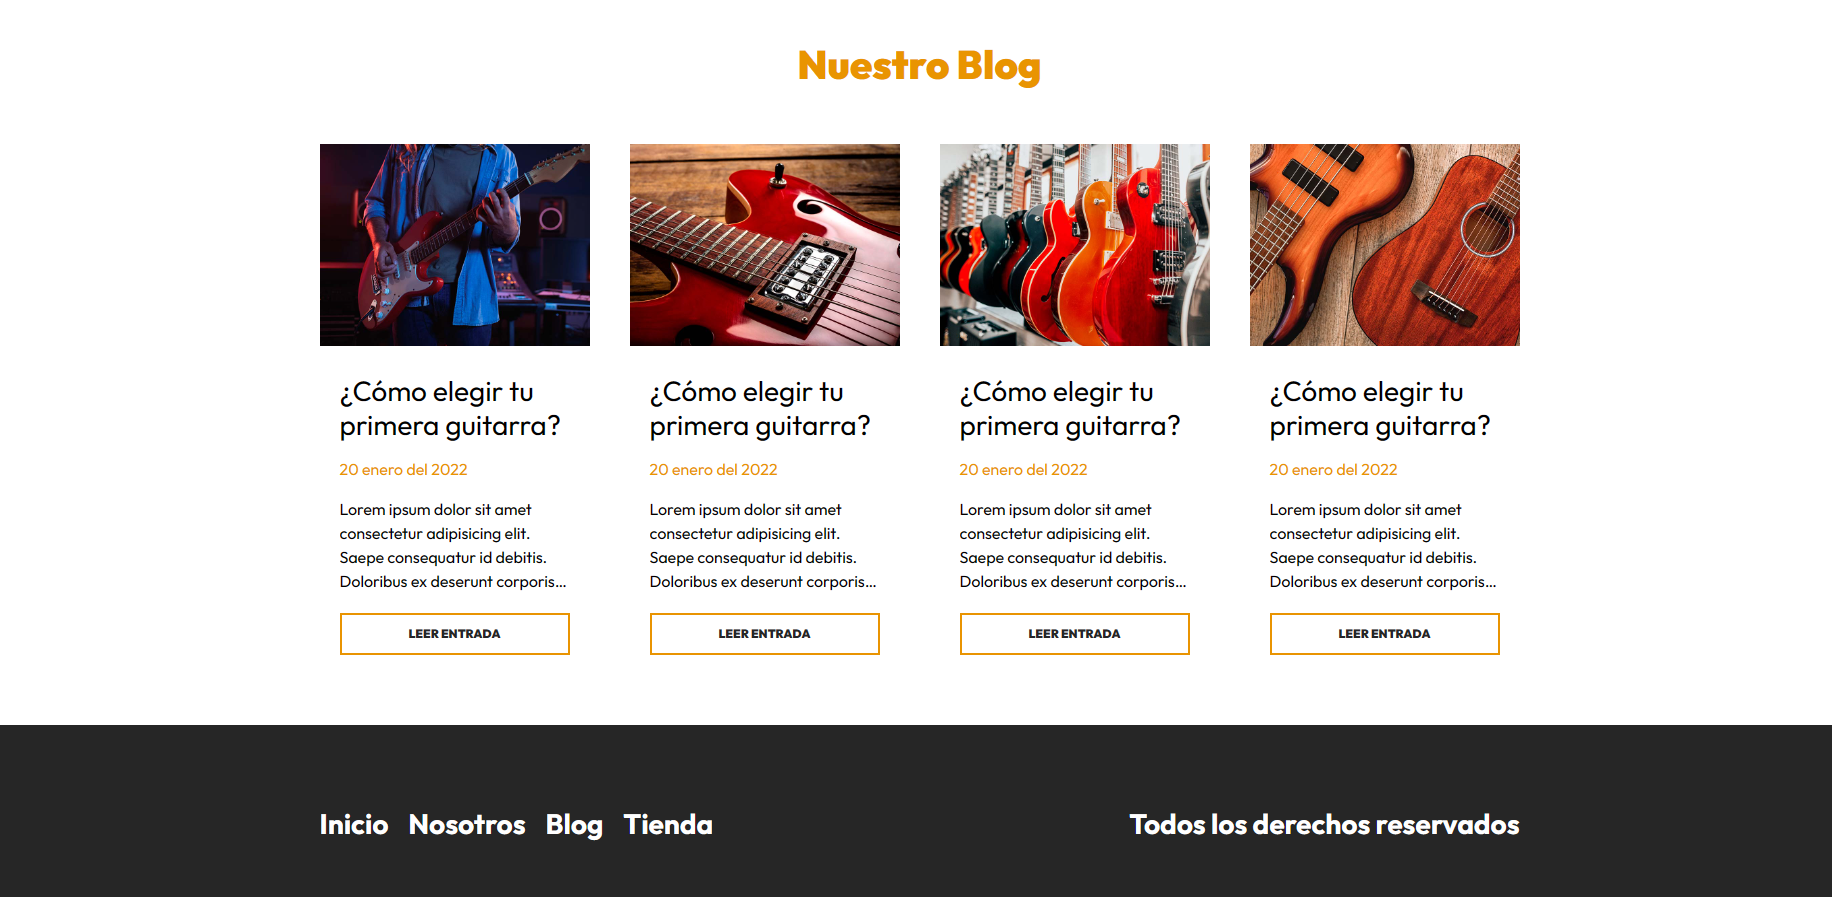 Nuestro Blog
¿Cómo elegir tu
primera guitarra?
20 enero del 2022
Lorem ipsum dolor sit amet
consectetur adipisicing elit.
Saepe consequatur id debitis.
Doloribus ex deserunt corporis...
LEER ENTRADA
¿Cómo elegir tu
primera guitarra?
20 enero del 2022
Lorem ipsum dolor sit amet
consectetur adipisicing elit.
Saepe consequatur id debitis.
Doloribus ex deserunt corporis...
LEER ENTRADA
¿Cómo elegir tu
primera guitarra?
20 enero del 2022
Lorem ipsum dolor sit amet
consectetur adipisicing elit.
Saepe consequatur id debitis.
Doloribus ex deserunt corporis...
LEER ENTRADA
¿Cómo elegir tu
primera guitarra?
20 enero del 2022
Lorem ipsum dolor sit amet
consectetur adipisicing elit.
Saepe consequatur id debitis.
Doloribus ex deserunt corporis...
LEER ENTRADA
Inicio Nosotros Blog Tienda
Todos los derechos reservados